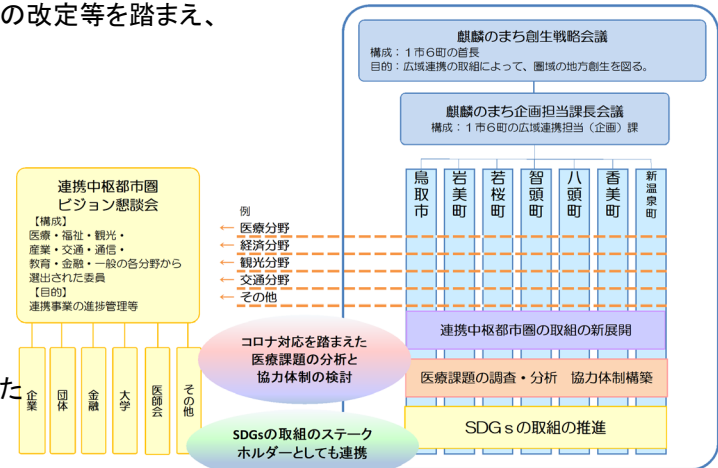 の改定等を踏まえ、
麒麟のまち創生戦略会議
構成：１市６町の首長
目的：広域連携の取組によって、圏域の地方創生を図る。
麒麟のまち企画担当課長会議
構成：１市６町の広域連携担当（企画）課
鳥取市
岩美町
若桜町
智頭町
八頭町
香美町
新温泉町
連携中枢都市圏
ビジョン懇談会
【構成】
医療・福祉・観光・
産業・交通・通信・
教育・金融・一般の各分野から
選出された委員
【目的】
連携事業の進捗管理等
例
← 医療分野
← 経済分野
← 観光分野
← 交通分野
← その他
連携中枢都市圏の取組の新展開
コロナ対応を踏まえた
医療課題の分析と
協力体制の検討
医療課題の調査・分析　協力体制構築
た
企業
団体
金融
大学
医師会
その他
SDGsの取組の推進
SDGsの取組のステーク
ホルダーとしても連携